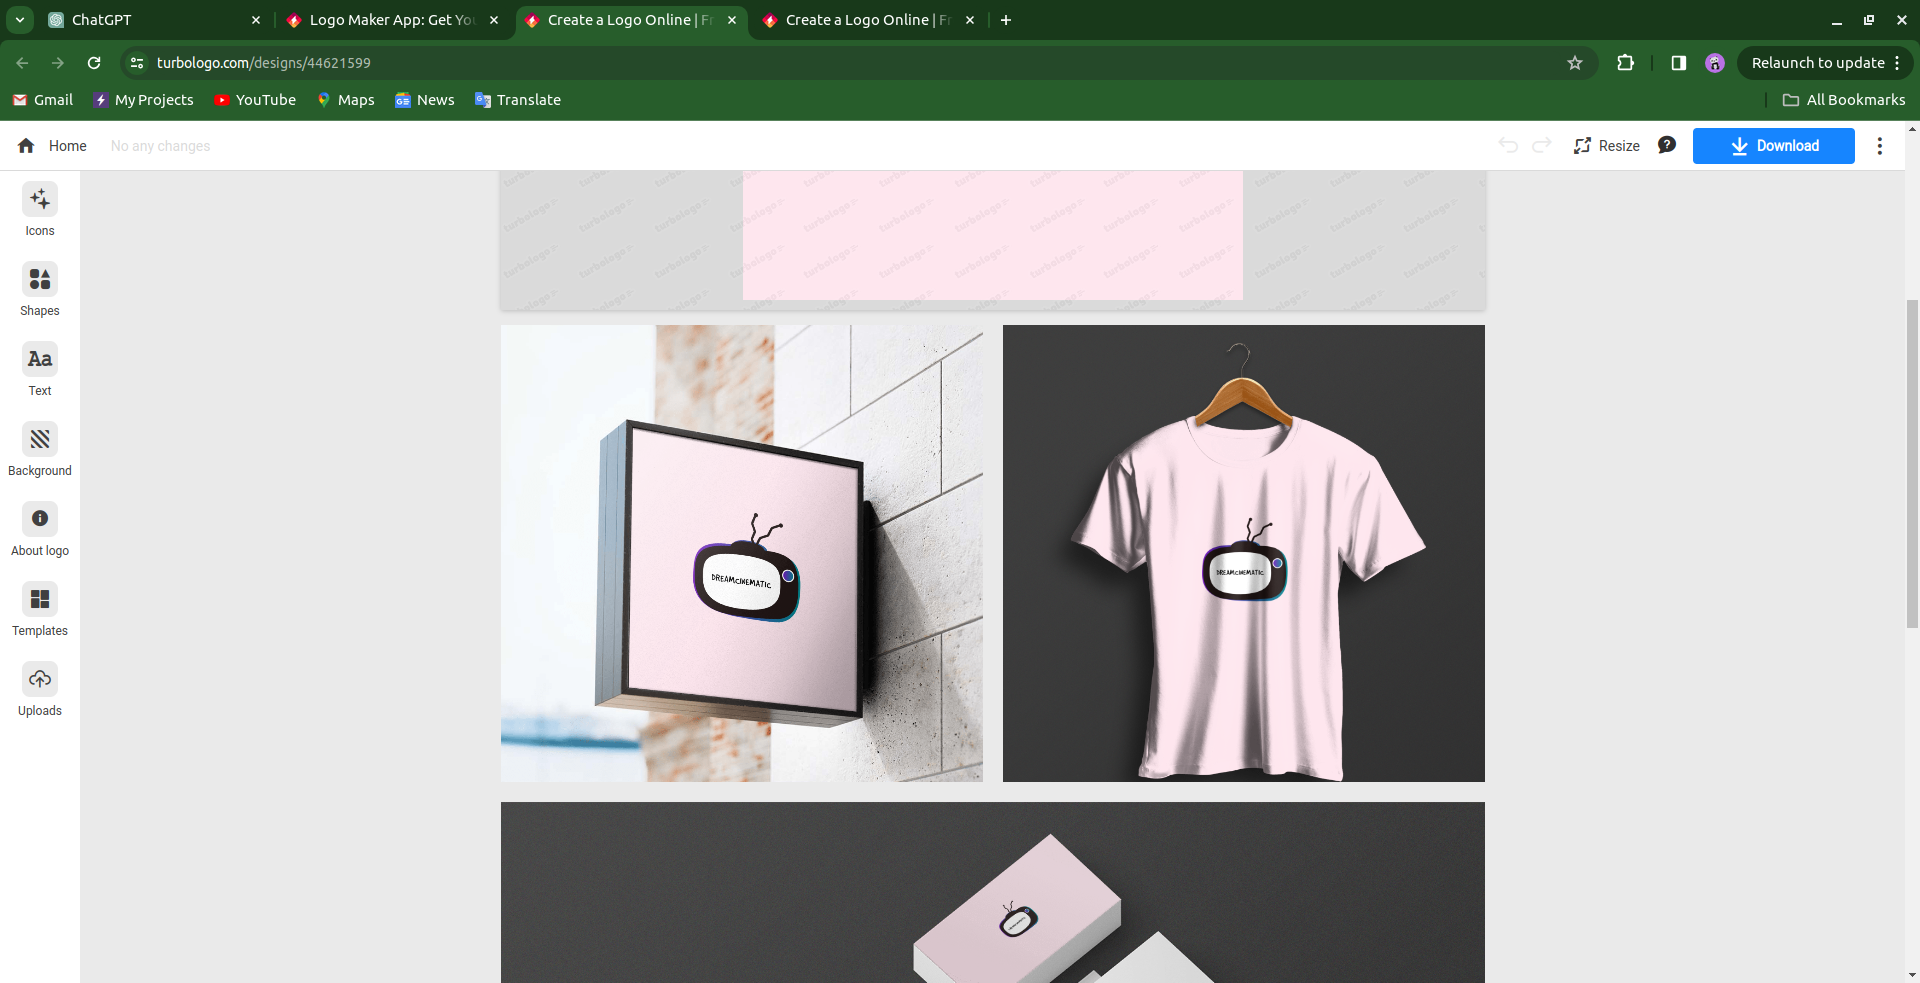 ChatGPT
Logo Maker App: Get You
Create a Logo Online | Fr
Create a Logo Online | Fr
turbologo.com/designs/44621599
Relaunch to update
Gmail
My Projects
YouTube
Maps
News
Translate
All Bookmarks
Home
No any changes
Resize
Download
Icons
Shapes
Aa
Text
Background
About logo
Templates
Uploads
turbologo
DREAMCINEMATIC
DREAMCINEMATIC